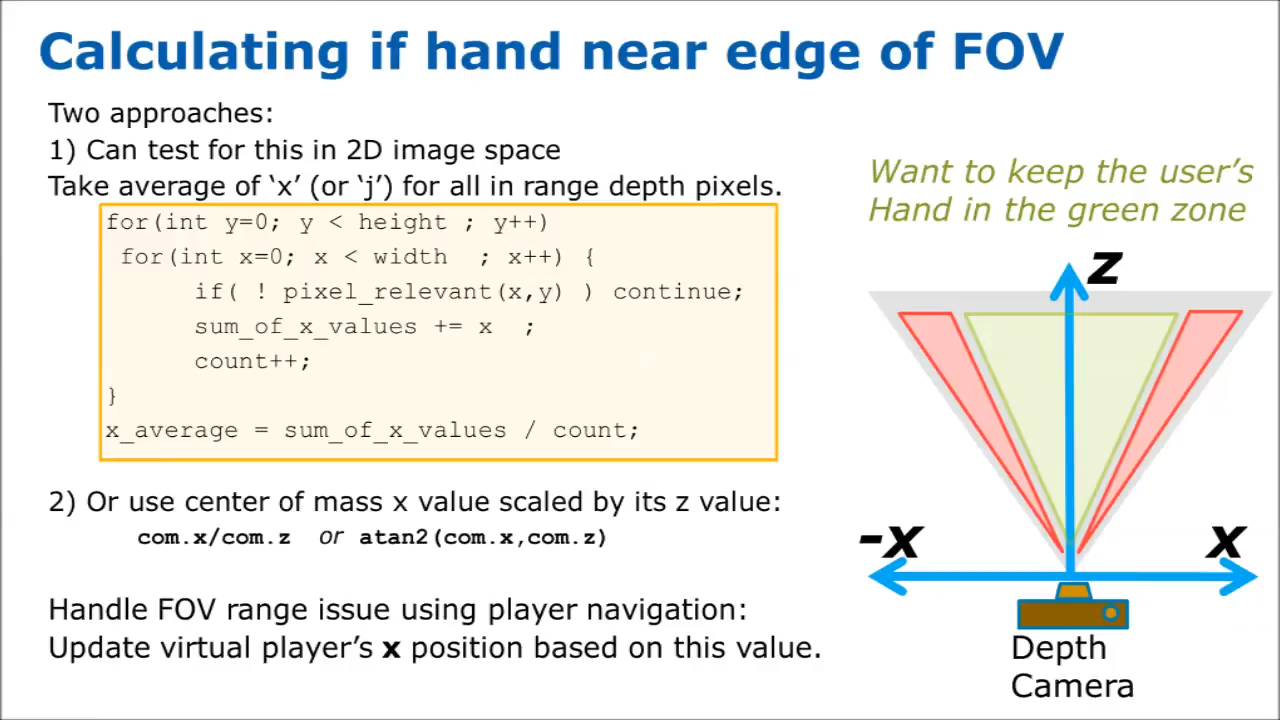 Calculating if hand near edge of FOV
Two approaches:
1) Can test for this in 2D image space
Take average of ‘x’ (or ‘j’) for all in range depth pixels.
for(int y=0; y < height ; y++)
for(int x=0; x < width  ; x++) {
if( ! pixel_relevant(x,y) ) continue;
sum_of_x_values += x  ;
count++;
}
x_average = sum_of_x_values / count;
2) Or use center of mass x value scaled by its z value:
com.x/com.z or atan2(com.x,com.z)
Handle FOV range issue using player navigation:
Update virtual player’s x position based on this value.
Want to keep the user’s
Hand in the green zone
z
-x
x
Depth
Camera